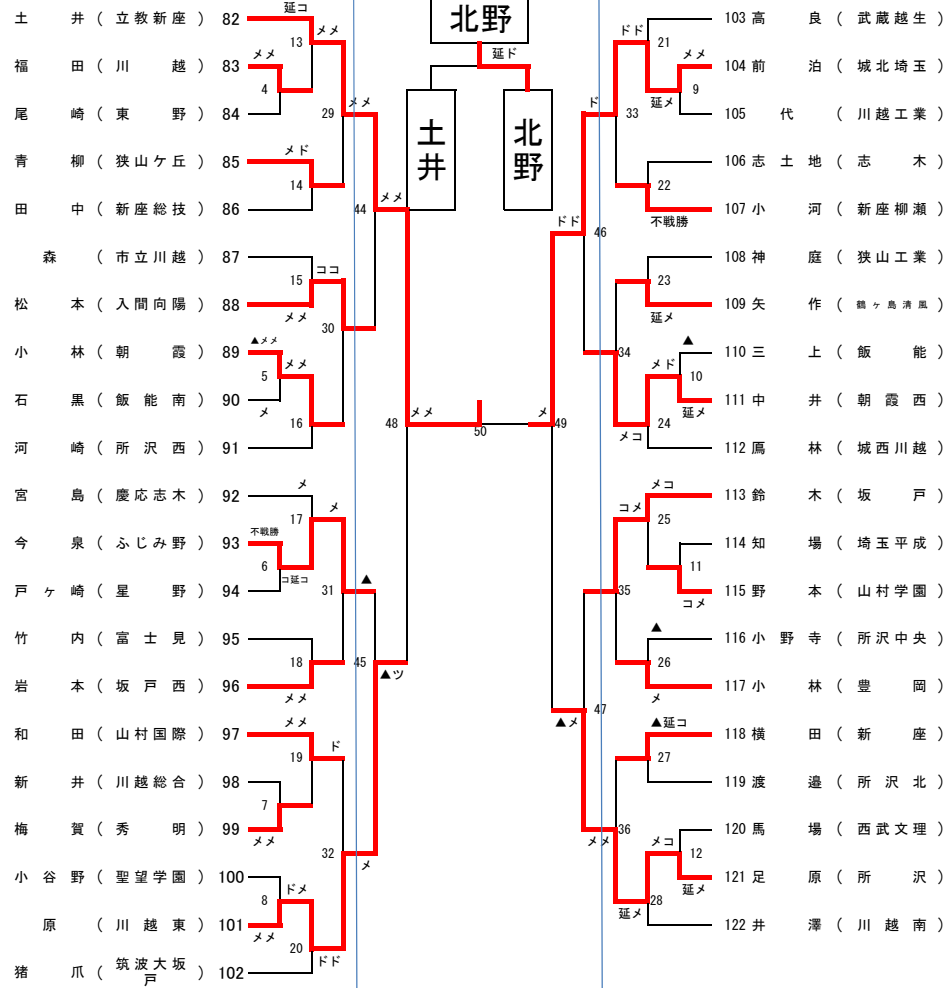 北野
延ド
土井
北野
土 井 ( 立教新座 ) 82
延コ
13
メメ
福 田 ( 川 越 ) 83
メメ
4
尾 崎 ( 東 野 ) 84
29
メメ
青 柳 ( 狭山ケ丘 ) 85
メド
14
田 中 ( 新座総技 ) 86
44
メメ
森 ( 市立川越 ) 87
15
ココ
松 本 ( 入間向陽 ) 88
メメ
30
小 林 ( 朝 霞 ) 89
▲メメ
5
メメ
石 黒 ( 飯能南 ) 90
メ
16
河 崎 ( 所沢西 ) 91
48
メメ
50
宮 島 ( 慶応志木 ) 92
メ
17
メ
今 泉 ( ふじみ野 ) 93
不戦勝
6
コ延コ
戸ヶ崎 ( 星 野 ) 94
31
▲
竹 内 ( 富士見 ) 95
18
45
▲ツ
岩 本 ( 坂戸西 ) 96
メメ
和 田 ( 山村国際 ) 97
メメ
19
ド
新 井 ( 川越総合 ) 98
7
梅 賀 ( 秀 明 ) 99
メメ
32
メ
小谷野 ( 聖望学園 ) 100
8
ドメ
原 ( 川越東 ) 101
メメ
20
ドド
猪 爪 ( 筑波大坂戸 ) 102
103 高 良 ( 武蔵越生 )
ドド
21
104 前 泊 ( 城北埼玉 )
メメ
9
延メ
105 代 ( 川越工業 )
ド
33
106 志土地 ( 志 木 )
22
107 小 河 ( 新座柳瀬 )
不戦勝
ドド
46
108 神 庭 ( 狭山工業 )
23
109 矢 作 ( 鶴ヶ島清風 )
延メ
34
110 三 上 ( 飯 能 )
▲
メド
10
111 中 井 ( 朝霞西 )
延メ
24
メコ
112 鳫 林 ( 城西川越 )
メ
49
113 鈴 木 ( 坂 戸 )
メコ
コメ
25
114 知 場 ( 埼玉平成 )
11
115 野 本 ( 山村学園 )
コメ
35
116 小野寺 ( 所沢中央 )
▲
26
117 小 林 ( 豊 岡 )
メ
47
▲メ
118 横 田 ( 新 座 )
▲延コ
27
119 渡 邉 ( 所沢北 )
36
メメ
120 馬 場 ( 西武文理 )
メコ
12
121 足 原 ( 所 沢 )
延メ
28
延メ
122 井 澤 ( 川越南 )